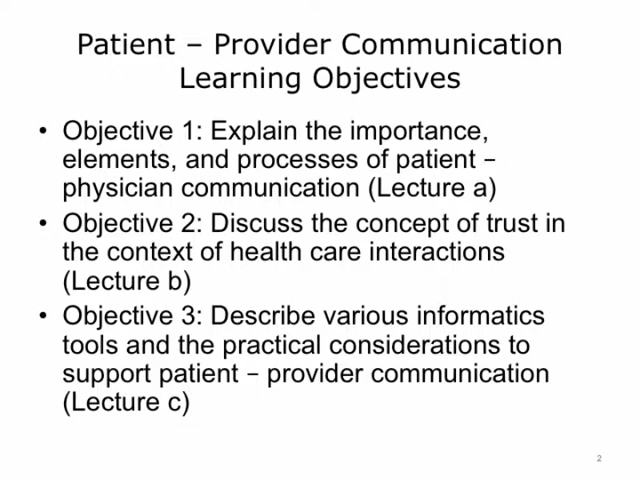 Patient – Provider Communication
Learning Objectives
• Objective 1: Explain the importance,
elements, and processes of patient –
physician communication (Lecture a)
• Objective 2: Discuss the concept of trust in
the context of health care interactions
(Lecture b)
• Objective 3: Describe various informatics
tools and the practical considerations to
support patient – provider communication
(Lecture c)
2